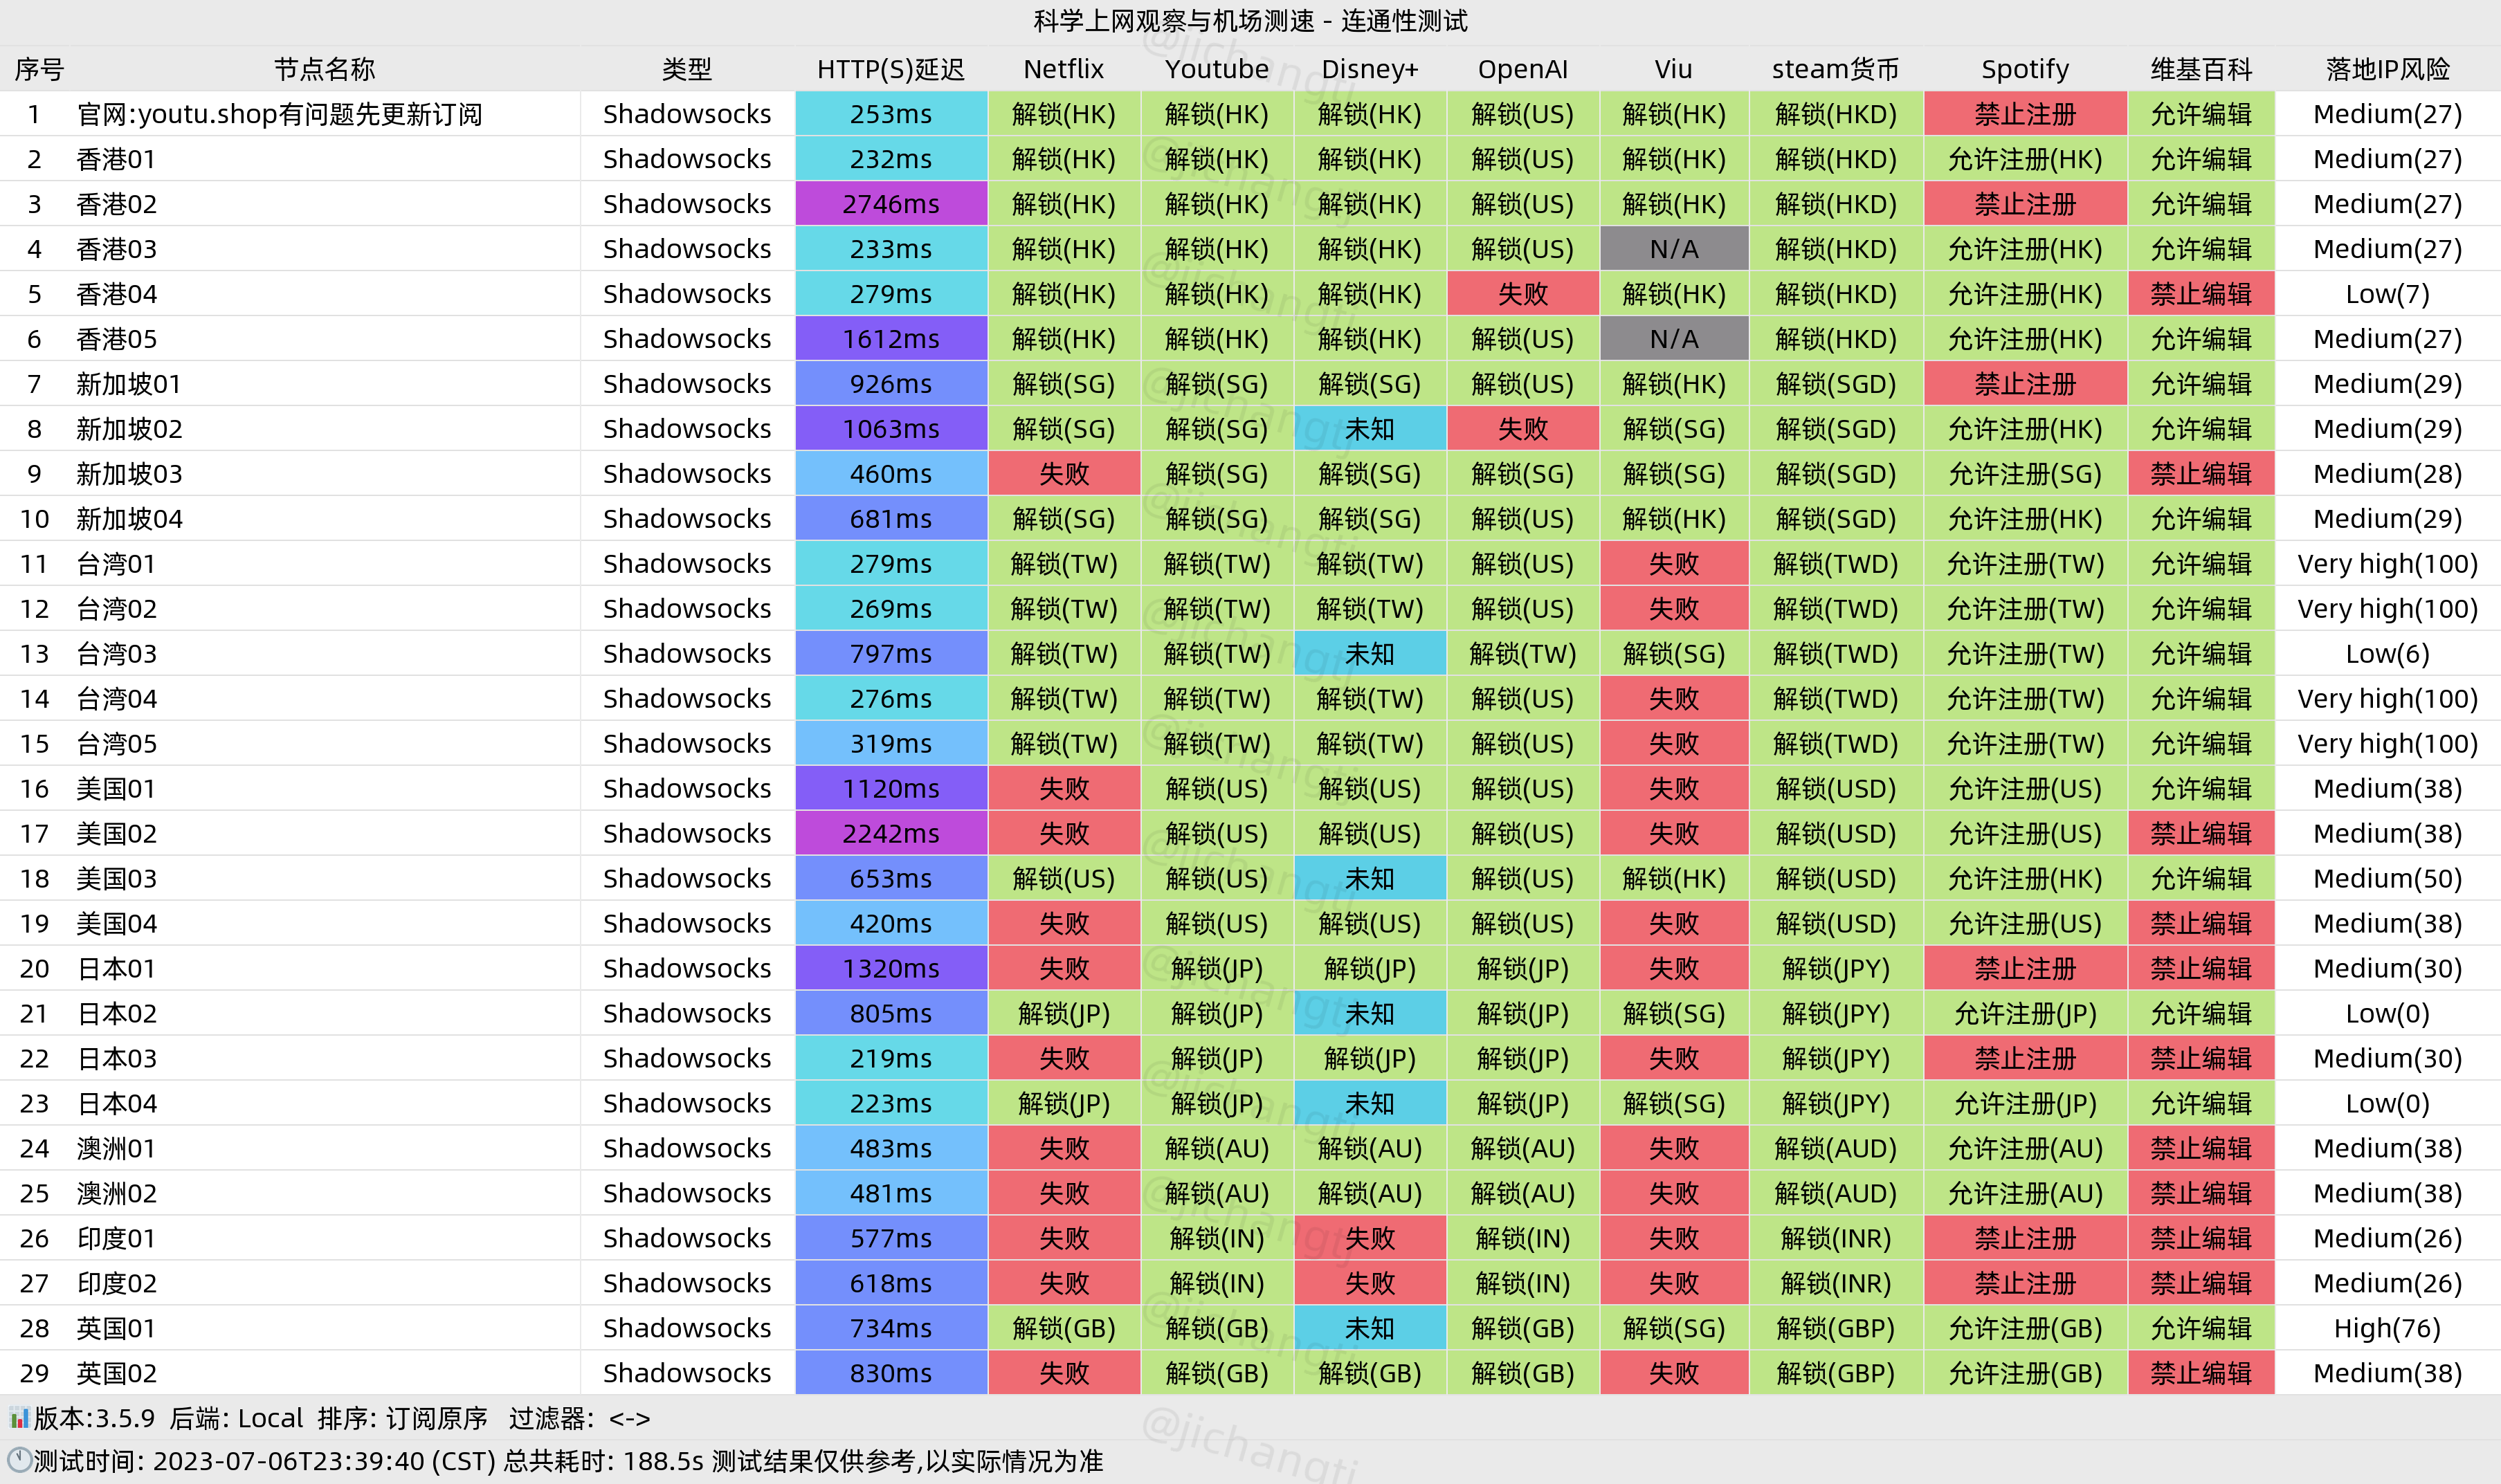 科学上网观察与机场测速 - 连通性测试
序号 节点名称 类型 HTTP(S)延迟 Netflix Youtube Disney+ OpenAI Viu steam货币 Spotify 维基百科 落地IP风险
1 官网:youtu.shop有问题先更新订阅 Shadowsocks 253ms 解锁(HK) 解锁(HK) 解锁(HK) 解锁(US) 解锁(HK) 解锁(HKD) 禁止注册 允许编辑 Medium(27)
2 香港01 Shadowsocks 232ms 解锁(HK) 解锁(HK) 解锁(HK) 解锁(US) 解锁(HK) 解锁(HKD) 允许注册(HK) 允许编辑 Medium(27)
3 香港02 Shadowsocks 2746ms 解锁(HK) 解锁(HK) 解锁(HK) 解锁(US) 解锁(HK) 解锁(HKD) 禁止注册 允许编辑 Medium(27)
4 香港03 Shadowsocks 233ms 解锁(HK) 解锁(HK) 解锁(HK) 解锁(US) N/A 解锁(HKD) 允许注册(HK) 允许编辑 Medium(27)
5 香港04 Shadowsocks 279ms 解锁(HK) 解锁(HK) 解锁(HK) 失败 解锁(HK) 解锁(HKD) 允许注册(HK) 禁止编辑 Low(7)
6 香港05 Shadowsocks 1612ms 解锁(HK) 解锁(HK) 解锁(HK) 解锁(US) N/A 解锁(HKD) 允许注册(HK) 允许编辑 Medium(27)
7 新加坡01 Shadowsocks 926ms 解锁(SG) 解锁(SG) 解锁(SG) 解锁(US) 解锁(HK) 解锁(SGD) 禁止注册 允许编辑 Medium(29)
8 新加坡02 Shadowsocks 1063ms 解锁(SG) 解锁(SG) 未知 失败 解锁(SG) 解锁(SGD) 允许注册(HK) 允许编辑 Medium(29)
9 新加坡03 Shadowsocks 460ms 失败 解锁(SG) 解锁(SG) 解锁(SG) 解锁(SG) 解锁(SGD) 允许注册(SG) 禁止编辑 Medium(28)
10 新加坡04 Shadowsocks 681ms 解锁(SG) 解锁(SG) 解锁(SG) 解锁(US) 解锁(HK) 解锁(SGD) 允许注册(HK) 允许编辑 Medium(29)
11 台湾01 Shadowsocks 279ms 解锁(TW) 解锁(TW) 解锁(TW) 解锁(US) 失败 解锁(TWD) 允许注册(TW) 允许编辑 Very high(100)
12 台湾02 Shadowsocks 269ms 解锁(TW) 解锁(TW) 解锁(TW) 解锁(US) 失败 解锁(TWD) 允许注册(TW) 允许编辑 Very high(100)
13 台湾03 Shadowsocks 797ms 解锁(TW) 解锁(TW) 未知 解锁(TW) 解锁(SG) 解锁(TWD) 允许注册(TW) 允许编辑 Low(6)
14 台湾04 Shadowsocks 276ms 解锁(TW) 解锁(TW) 解锁(TW) 解锁(US) 失败 解锁(TWD) 允许注册(TW) 允许编辑 Very high(100)
15 台湾05 Shadowsocks 319ms 解锁(TW) 解锁(TW) 解锁(TW) 解锁(US) 失败 解锁(TWD) 允许注册(TW) 允许编辑 Very high(100)
16 美国01 Shadowsocks 1120ms 失败 解锁(US) 解锁(US) 解锁(US) 失败 解锁(USD) 允许注册(US) 允许编辑 Medium(38)
17 美国02 Shadowsocks 2242ms 失败 解锁(US) 解锁(US) 解锁(US) 失败 解锁(USD) 允许注册(US) 禁止编辑 Medium(38)
18 美国03 Shadowsocks 653ms 解锁(US) 解锁(US) 未知 解锁(US) 解锁(HK) 解锁(USD) 允许注册(HK) 允许编辑 Medium(50)
19 美国04 Shadowsocks 420ms 失败 解锁(US) 解锁(US) 解锁(US) 失败 解锁(USD) 允许注册(US) 禁止编辑 Medium(38)
20 日本01 Shadowsocks 1320ms 失败 解锁(JP) 解锁(JP) 解锁(JP) 失败 解锁(JPY) 禁止注册 禁止编辑 Medium(30)
21 日本02 Shadowsocks 805ms 解锁(JP) 解锁(JP) 未知 解锁(JP) 解锁(SG) 解锁(JPY) 允许注册(JP) 允许编辑 Low(0)
22 日本03 Shadowsocks 219ms 失败 解锁(JP) 解锁(JP) 解锁(JP) 失败 解锁(JPY) 禁止注册 禁止编辑 Medium(30)
23 日本04 Shadowsocks 223ms 解锁(JP) 解锁(JP) 未知 解锁(JP) 解锁(SG) 解锁(JPY) 允许注册(JP) 允许编辑 Low(0)
24 澳洲01 Shadowsocks 483ms 失败 解锁(AU) 解锁(AU) 解锁(AU) 失败 解锁(AUD) 允许注册(AU) 禁止编辑 Medium(38)
25 澳洲02 Shadowsocks 481ms 失败 解锁(AU) 解锁(AU) 解锁(AU) 失败 解锁(AUD) 允许注册(AU) 禁止编辑 Medium(38)
26 印度01 Shadowsocks 577ms 失败 解锁(IN) 失败 解锁(IN) 失败 解锁(INR) 禁止注册 禁止编辑 Medium(26)
27 印度02 Shadowsocks 618ms 失败 解锁(IN) 失败 解锁(IN) 失败 解锁(INR) 禁止注册 禁止编辑 Medium(26)
28 英国01 Shadowsocks 734ms 解锁(GB) 解锁(GB) 未知 解锁(GB) 解锁(SG) 解锁(GBP) 允许注册(GB) 允许编辑 High(76)
29 英国02 Shadowsocks 830ms 失败 解锁(GB) 解锁(GB) 解锁(GB) 失败 解锁(GBP) 允许注册(GB) 禁止编辑 Medium(38)
版本:3.5.9 后端: Local 排序: 订阅原序 过滤器: <->
测试时间: 2023-07-06T23:39:40 (CST) 总共耗时: 188.5s 测试结果仅供参考,以实际情况为准
@jichangti